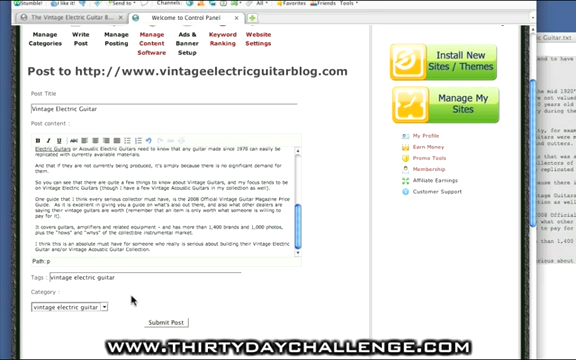 Alerts
Stumble!
Friends
Tools
The Vintage Electric Guitar B...
Welcome to Control Panel
Manage Categories
Write Post
Manage Posting
Manage Content Software
Ads & Banner Setup
Keyword Ranking
Website Settings
Post to http://www.vintageelectricguitarblog.com
Post Title
Vintage Electric Guitar
Post content :
B I U ABC
Electric Guitars or Acoustic Electric Guitars need to know that any guitar made since 1970 can easily be
replicated with currently available materials.
And that if they are not currently being produced, it's simply because there is no significant demand for
them.
So you can see that there are quite a few things to know about Vintage Guitars, and my focus tends to be
on Vintage Electric Guitars (though I have a few Vintage Acoustic Guitars in my collection as well).
One guide that I think every serious collector must have, is the 2008 Official Vintage Guitar Magazine Price
Guide. As it is excellent in giving you a guide on what's also out there, and also what other dealers are
saying their vintage guitars are worth (remember that an item is only worth what someone is willing to
pay for it).
It covers guitars, amplifiers and related equipment - and has more than 1,400 brands and 1,000 photos,
plus the "hows" and "whys" of the collectible instrumental market.
I think this is an absolute must have for someone who really is serious about building their Vintage Electric
Guitar and/or Vintage Acoustic Guitar Collection.
Path: p
Tags : vintage electric guitar
Category :
vintage electric guitar
Submit Post
Install New
Sites / Themes
Manage My
Sites
My Profile
Earn Money
Promo Tools
Membership
Affiliate Earnings
Customer Support
WWW.THIRTYDAYCHALLENGE.COM